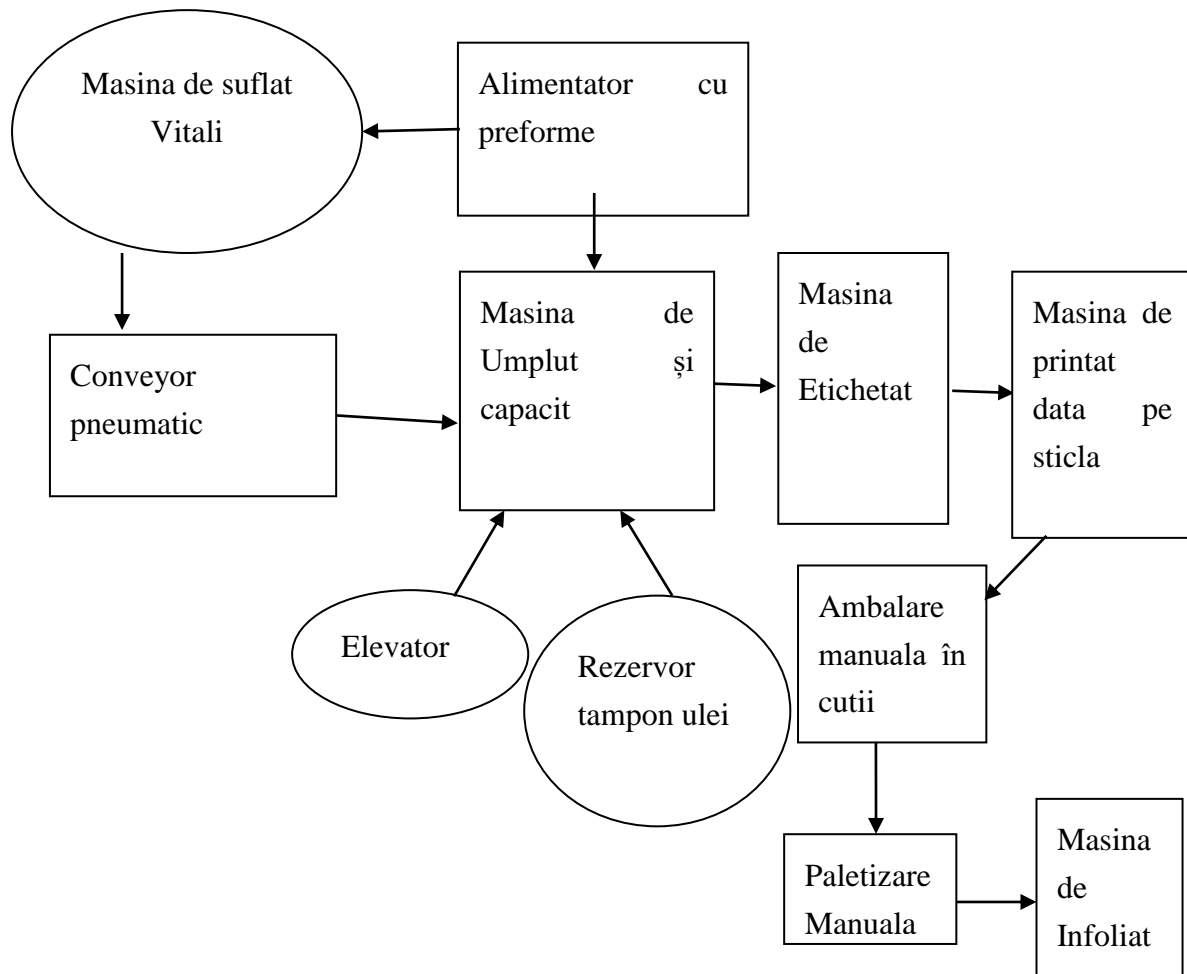 Masina de suflat
Vitali
Alimentator cu
preforme
Conveyor
pneumatic
Masina de
Umplut și
capacit
Masina
de
Etichetat
Masina de
printat
data pe
sticla
Elevator
Rezervor
tampon ulei
Ambalare
manuala în
cutii
Paletizare
Manuala
Masina
de
Infoliat